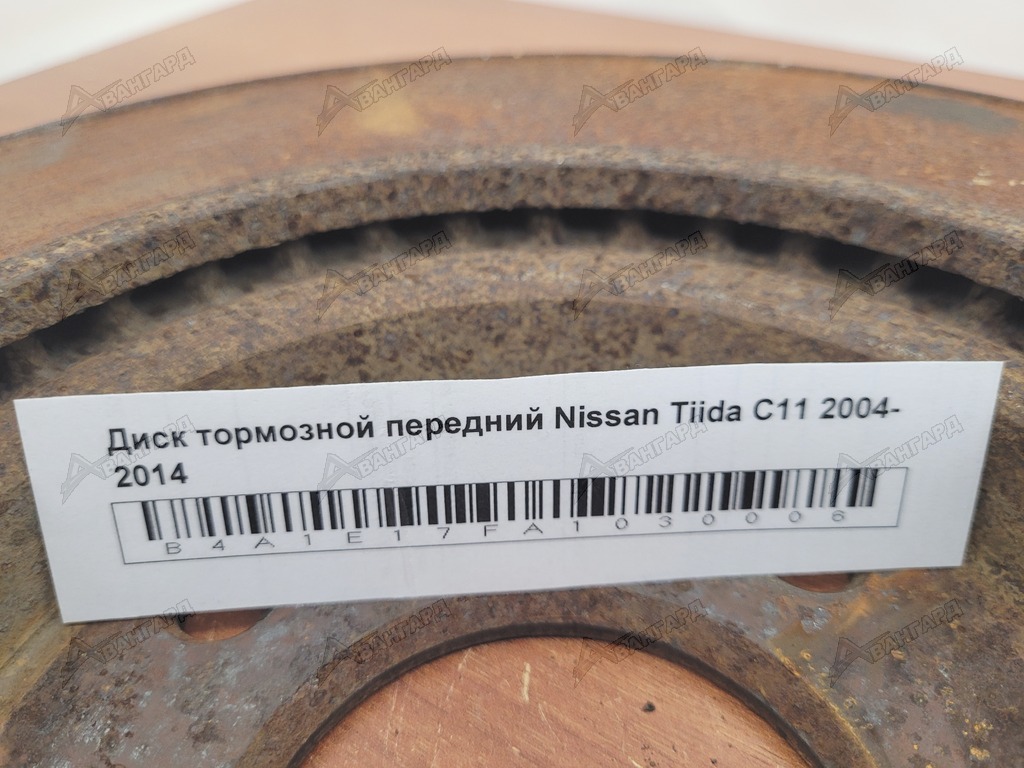 Диск тормозной передний Nissan Tiida C11 2004-
2014
B4A1E17FA1030006
АВАНГАРД